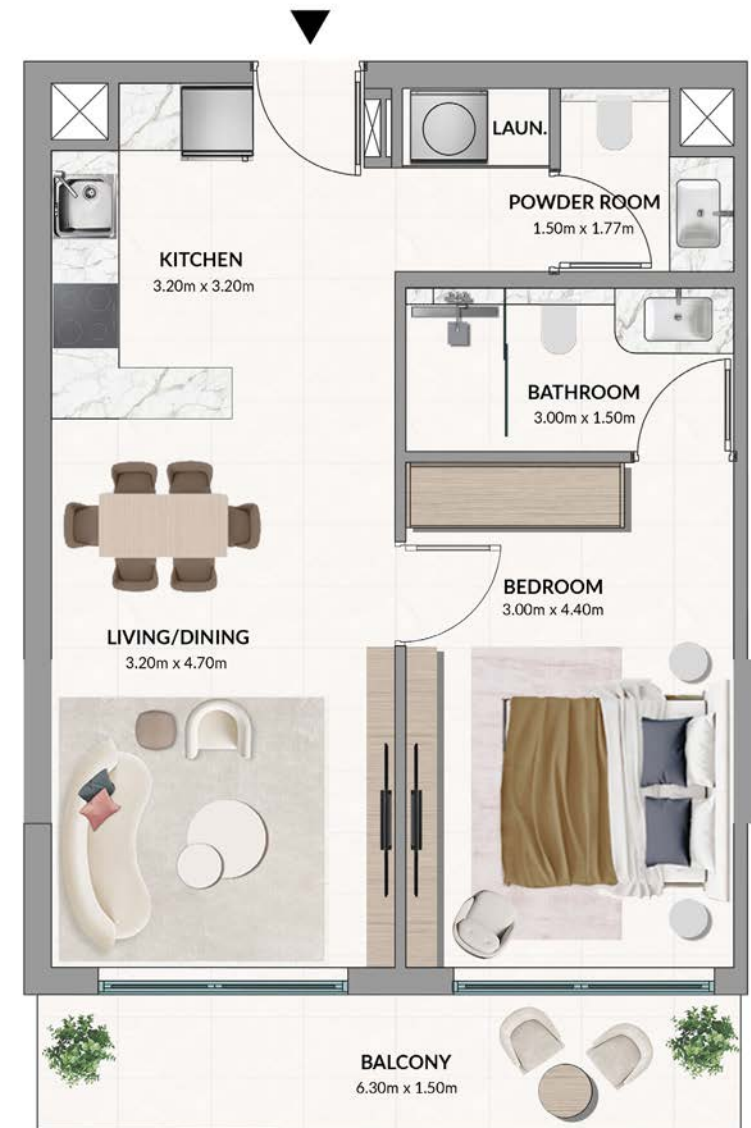 LAUN.
POWDER ROOM
1.50m x 1.77m
KITCHEN
3.20m x 3.20m
BATHROOM
3.00m x 1.50m
BEDROOM
3.00m x 4.40m
LIVING/DINING
3.20m x 4.70m
BALCONY
6.30m x 1.50m